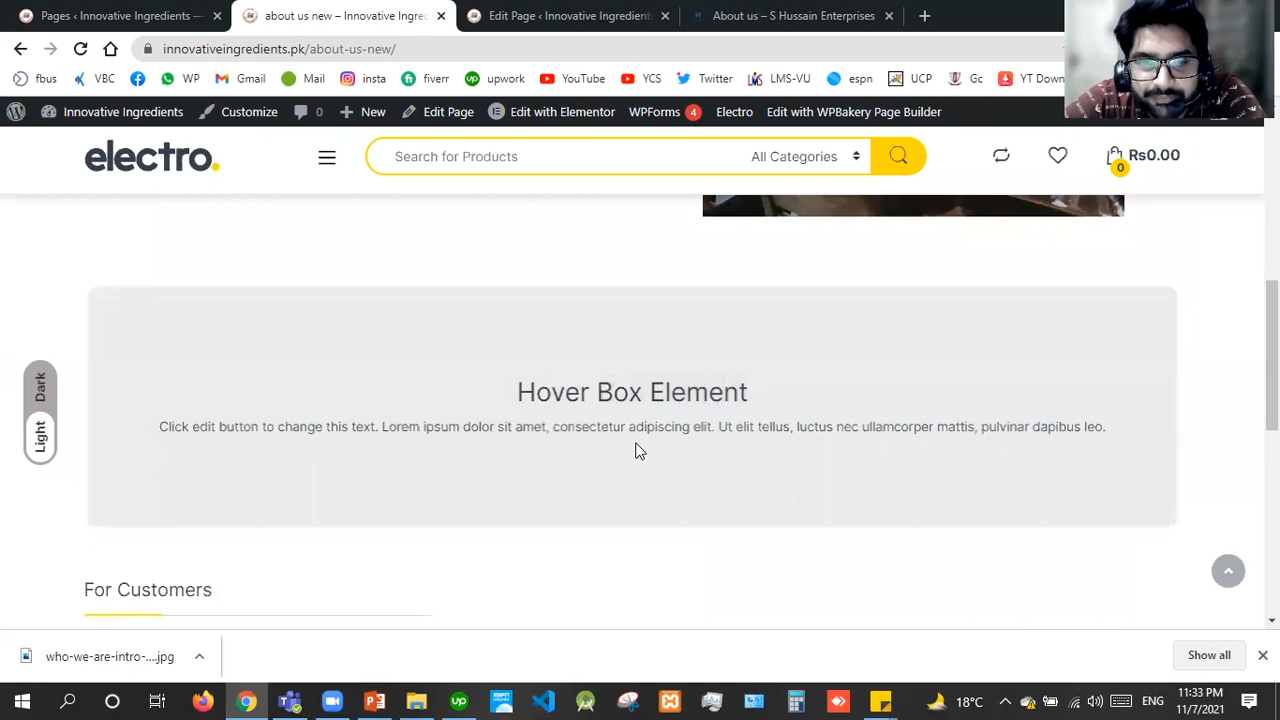 Pages ‹ Innovative Ingredients —
about us new – Innovative Ingre
Edit Page ‹ Innovative Ingredient
About us – S Hussain Enterprises
innovativeingredients.pk/about-us-new/
fbus
VBC
WP
Gmail
Mail
insta
fiverr
upwork
YouTube
YCS
Twitter
LMS-VU
espn
UCP
Gc
YT Down
Innovative Ingredients
Customize
0
New
Edit Page
Edit with Elementor
WPForms 4
Electro
Edit with WPBakery Page Builder
electro.
Search for Products
All Categories
0
₨0.00
Dark
Light
Hover Box Element
Click edit button to change this text. Lorem ipsum dolor sit amet, consectetur adipiscing elit. Ut elit tellus, luctus nec ullamcorper mattis, pulvinar dapibus leo.
For Customers
who-we-are-intro-....jpg
Show all
18°C
ENG
11:33 PM
11/7/2021